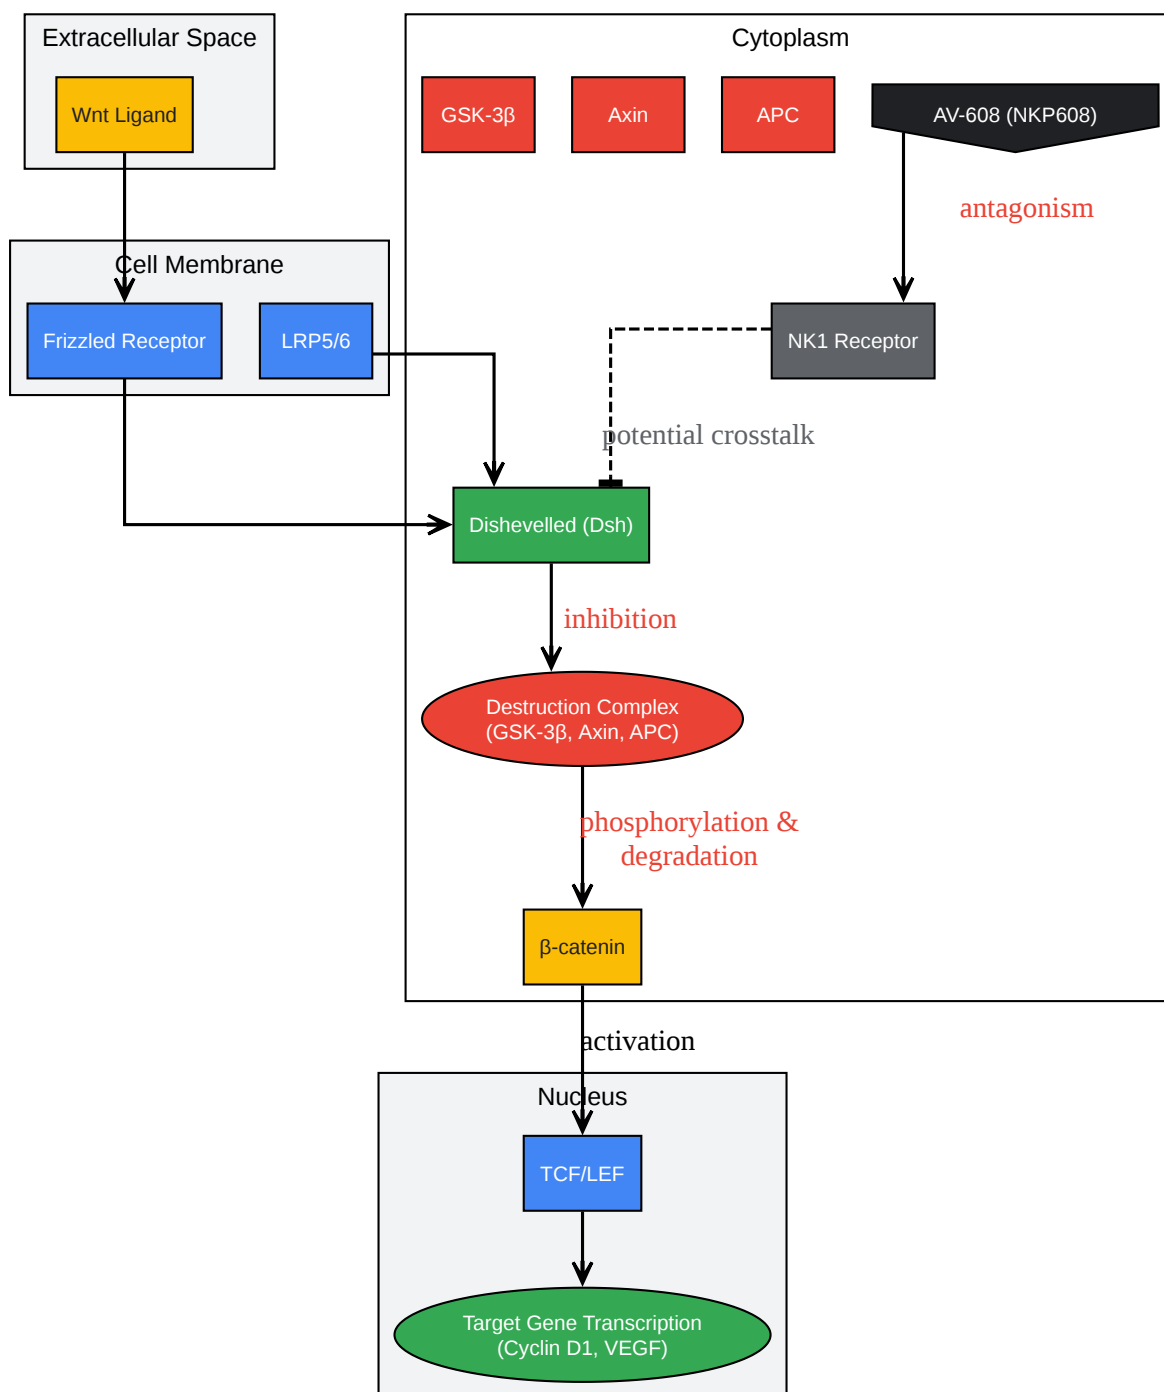 Extracellular Space
Cytoplasm
Wnt Ligand
GSK-3β
Axin
APC
AV-608 (NKP608)
antagonism
Cell Membrane
Frizzled Receptor
LRP5/6
NK1 Receptor
potential crosstalk
Dishevelled (Dsh)
inhibition
Destruction Complex
(GSK-3β, Axin, APC)
phosphorylation &
degradation
β-catenin
activation
Nucleus
TCF/LEF
Target Gene Transcription
(Cyclin D1, VEGF)